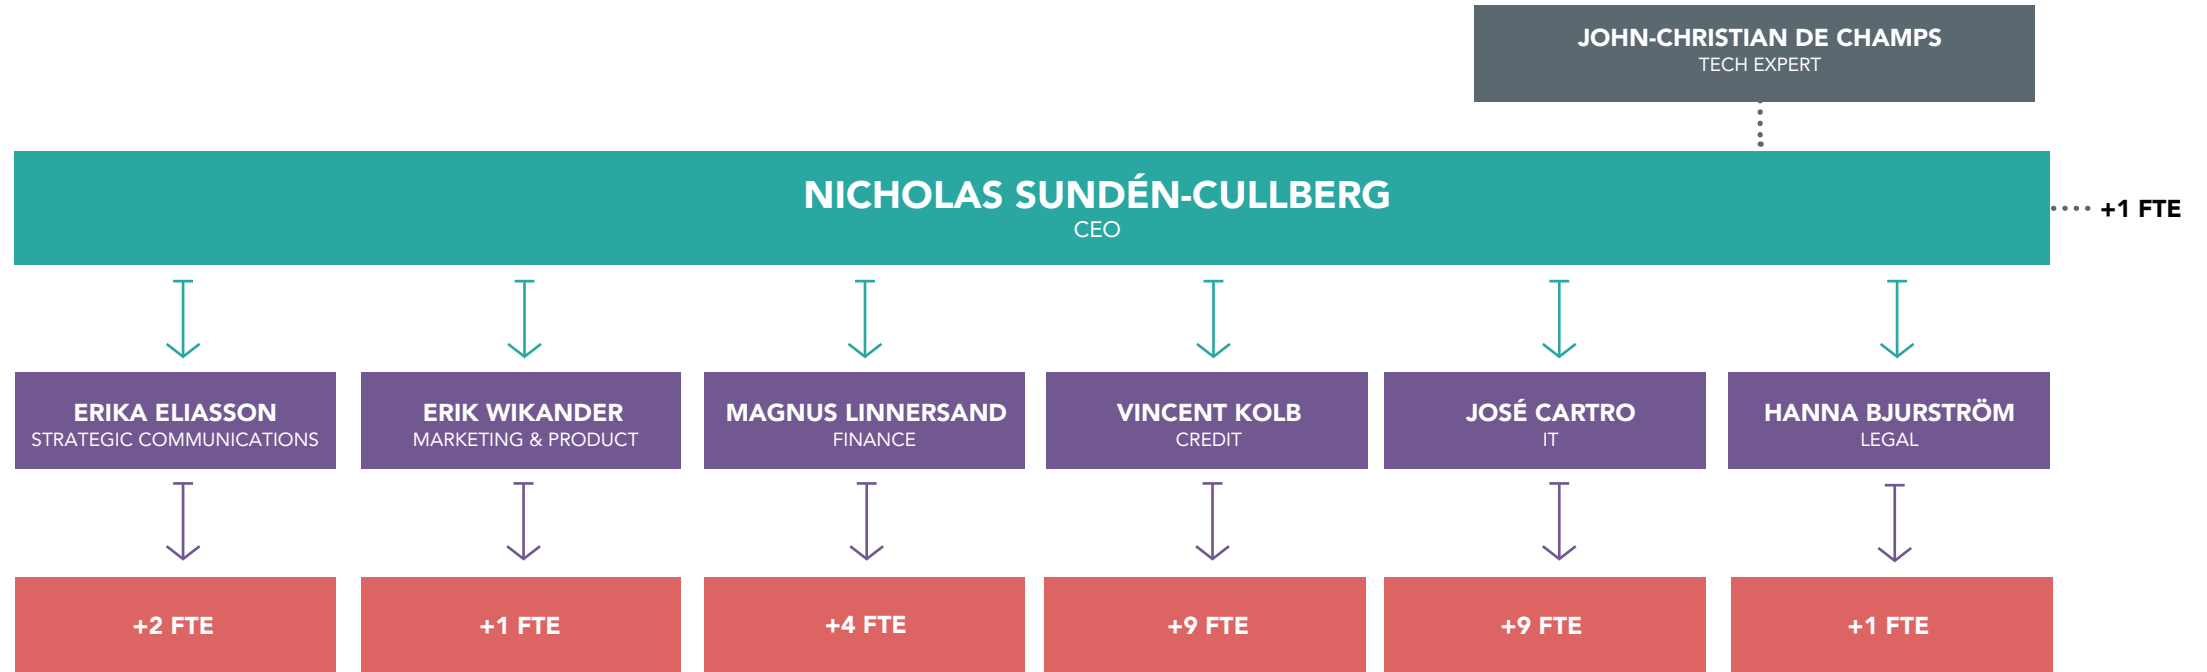 JOHN-CHRISTIAN DE CHAMPS
TECH EXPERT
NICHOLAS SUNDÉN-CULLBERG
CEO
+1 FTE
ERIKA ELIASSON
STRATEGIC COMMUNICATIONS
ERIK WIKANDER
MARKETING & PRODUCT
MAGNUS LINNERSAND
FINANCE
VINCENT KOLB
CREDIT
JOSÉ CARTRO
IT
HANNA BJURSTRÖM
LEGAL
+2 FTE
+1 FTE
+4 FTE
+9 FTE
+9 FTE
+1 FTE